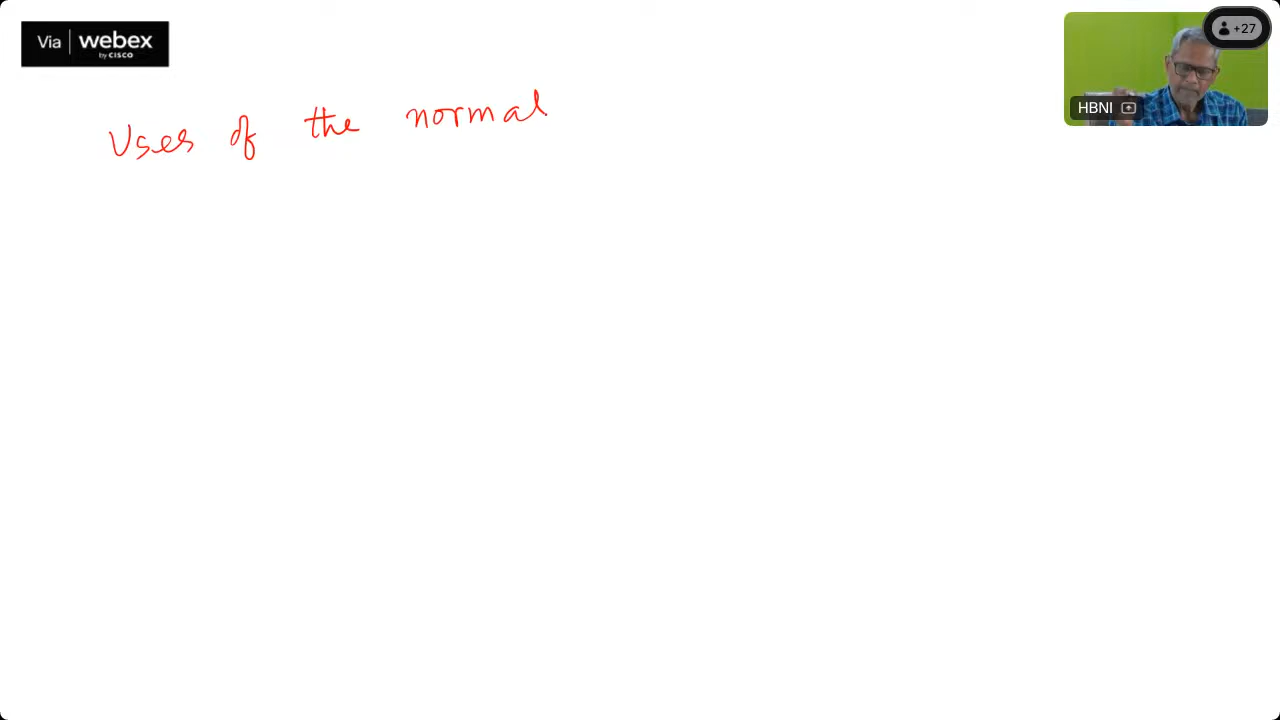 Via webex
by CISCO
+27
HBNI
Uses of the normal